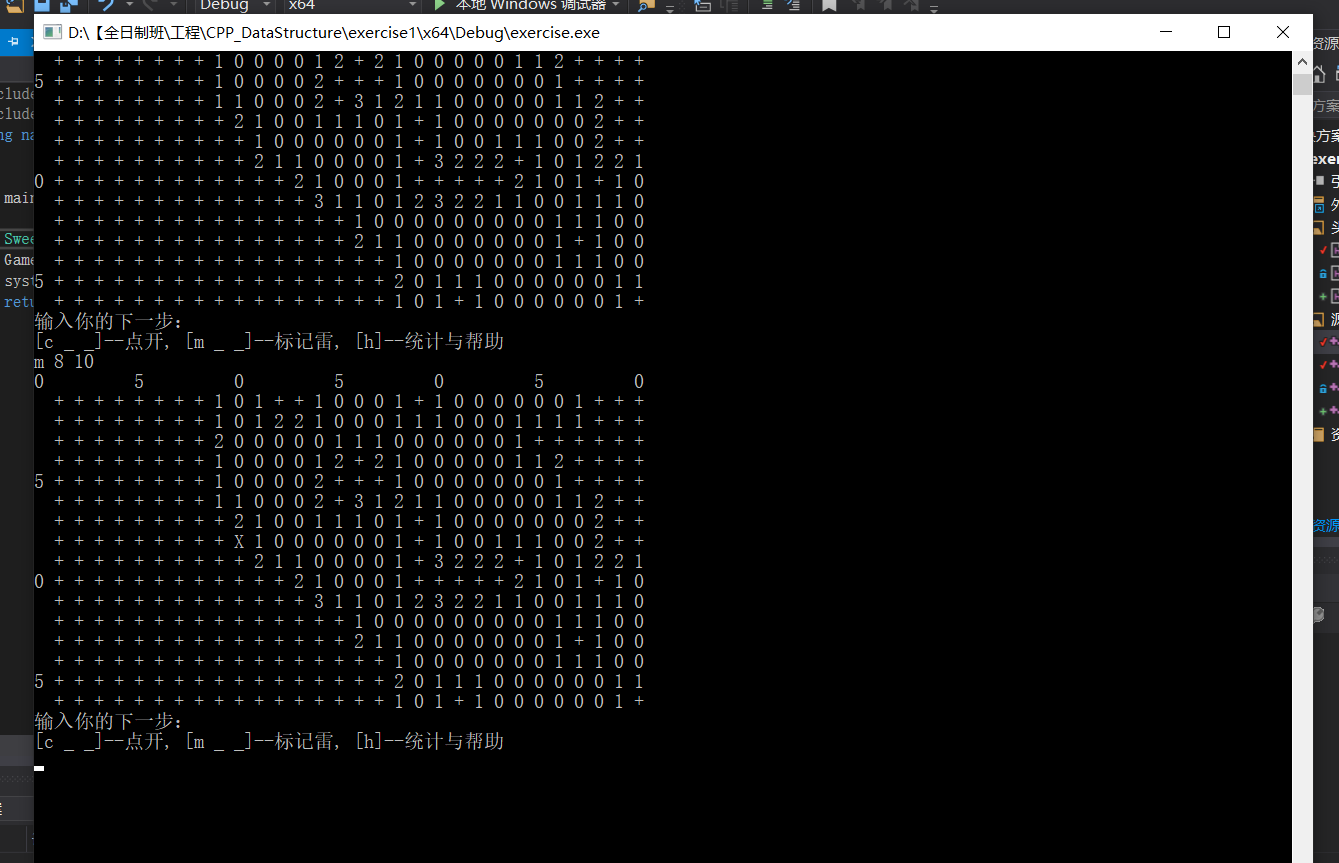 Debug x64 本地 Windows 调试器
D:\【全日制班\工程\CPP_DataStructure\exercise1\x64\Debug\exercise.exe
+ + + + + + + + 1 0 0 0 0 1 2 + 2 1 0 0 0 0 0 1 1 2 + + + +
5 + + + + + + + + 1 0 0 0 0 2 + + + 1 0 0 0 0 0 0 0 1 + + + +
+ + + + + + + + 1 1 0 0 0 2 + 3 1 2 1 1 0 0 0 0 0 1 1 2 + +
+ + + + + + + + + 2 1 0 0 1 1 1 0 1 + 1 0 0 0 0 0 0 0 2 + +
+ + + + + + + + + + 1 0 0 0 0 0 0 1 + 1 0 0 1 1 1 0 0 2 + +
+ + + + + + + + + + 2 1 1 0 0 0 0 1 + 3 2 2 2 + 1 0 1 2 2 1
0 + + + + + + + + + + + + 2 1 0 0 0 1 + + + + + 2 1 0 1 + 1 0
+ + + + + + + + + + + + + 3 1 1 0 1 2 3 2 2 1 1 0 0 1 1 1 0
+ + + + + + + + + + + + + + + 1 0 0 0 0 0 0 0 0 0 1 1 1 0 0
+ + + + + + + + + + + + + + + 2 1 1 0 0 0 0 0 0 0 1 + 1 0 0
+ + + + + + + + + + + + + + + + + 1 0 0 0 0 0 0 0 1 1 1 0 0
5 + + + + + + + + + + + + + + + + + 2 0 1 1 1 0 0 0 0 0 0 1 1
+ + + + + + + + + + + + + + + + + 1 0 1 + 1 0 0 0 0 0 0 1 +
输入你的下一步:
[c _ _]--点开, [m _ _]--标记雷, [h]--统计与帮助
m 8 10
0 5 0 5 0 5 0
+ + + + + + + + 1 0 1 + + 1 0 0 0 1 + 1 0 0 0 0 0 0 1 + + +
+ + + + + + + + 1 0 1 2 2 1 0 0 0 1 1 1 0 0 0 1 1 1 1 + + +
+ + + + + + + + 2 0 0 0 0 0 1 1 1 0 0 0 0 0 0 1 + + + + + +
+ + + + + + + + 1 0 0 0 0 1 2 + 2 1 0 0 0 0 0 1 1 2 + + + +
5 + + + + + + + + 1 0 0 0 0 2 + + + 1 0 0 0 0 0 0 0 1 + + + +
+ + + + + + + + 1 1 0 0 0 2 + 3 1 2 1 1 0 0 0 0 0 1 1 2 + +
+ + + + + + + + + 2 1 0 0 1 1 1 0 1 + 1 0 0 0 0 0 0 0 2 + +
+ + + + + + + + + X 1 0 0 0 0 0 0 1 + 1 0 0 1 1 1 0 0 2 + +
+ + + + + + + + + + 2 1 1 0 0 0 0 1 + 3 2 2 2 + 1 0 1 2 2 1
0 + + + + + + + + + + + + 2 1 0 0 0 1 + + + + + 2 1 0 1 + 1 0
+ + + + + + + + + + + + + 3 1 1 0 1 2 3 2 2 1 1 0 0 1 1 1 0
+ + + + + + + + + + + + + + + 1 0 0 0 0 0 0 0 0 0 1 1 1 0 0
+ + + + + + + + + + + + + + + 2 1 1 0 0 0 0 0 0 0 1 + 1 0 0
+ + + + + + + + + + + + + + + + + 1 0 0 0 0 0 0 0 1 1 1 0 0
5 + + + + + + + + + + + + + + + + + 2 0 1 1 1 0 0 0 0 0 0 1 1
+ + + + + + + + + + + + + + + + + 1 0 1 + 1 0 0 0 0 0 0 1 +
输入你的下一步:
[c _ _]--点开, [m _ _]--标记雷, [h]--统计与帮助